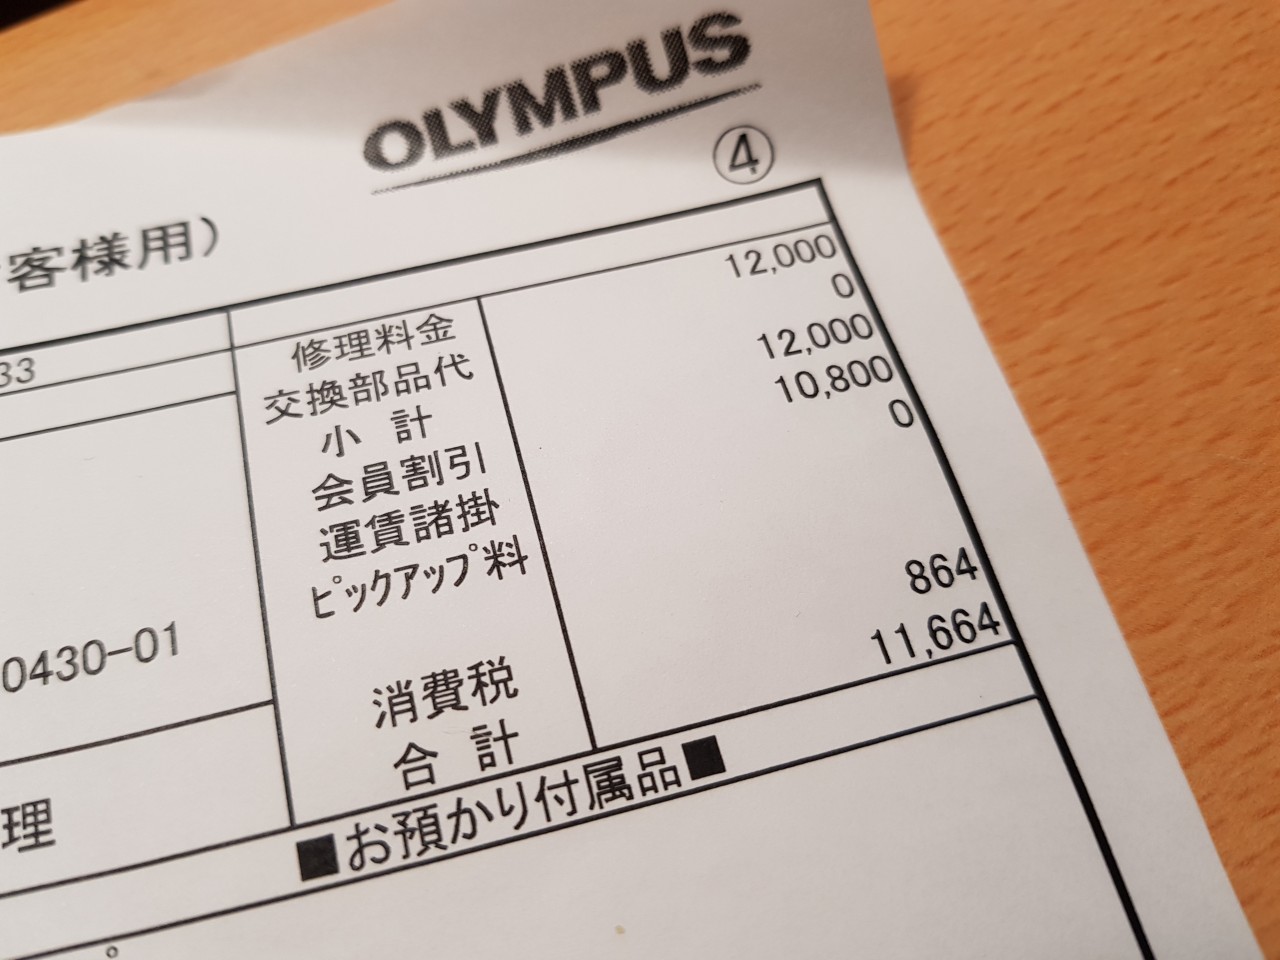 OLYMPUS
④
客様用)
33
修理料金 12,000
交換部品代 0
小 計 12,000
会員割引 10,800
運賃諸掛 0
ピックアップ料
0430-01
消費税 864
合 計 11,664
理
■お預かり付属品■